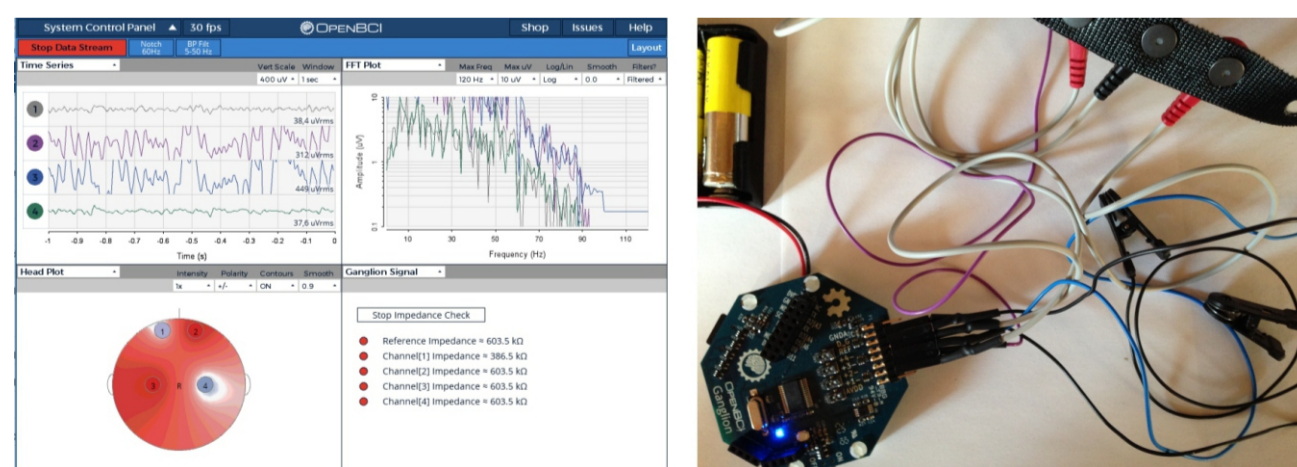 System Control Panel 30 fps OPENBCI Shop Issues Help
Stop Data Stream Notch 60Hz BP Filt 5-50 Hz Layout
Time Series Vert Scale Window
400 uV 1 sec
1 38,4 uVrms
2 312 uVrms
3 449 uVrms
4 37,6 uVrms
-1 -0.9 -0.8 -0.7 -0.6 -0.5 -0.4 -0.3 -0.2 -0.1 0
Time (s)
FFT Plot Max Freq Max uV Log/Lin Smooth Filters?
120 Hz 10 uV Log 0.0 Filtered
Amplitude (uV)
10
1
0.1
10 30 50 70 90 110
Frequency (Hz)
Head Plot Intensity Polarity Contours Smooth
1x +/- ON 0.9
1 2
3 R 4
Ganglion Signal
Stop Impedance Check
Reference Impedance ≈ 603.5 kΩ
Channel[1] Impedance ≈ 386.5 kΩ
Channel[2] Impedance ≈ 603.5 kΩ
Channel[3] Impedance ≈ 603.5 kΩ
Channel[4] Impedance ≈ 603.5 kΩ
OPENBCI
Ganglion